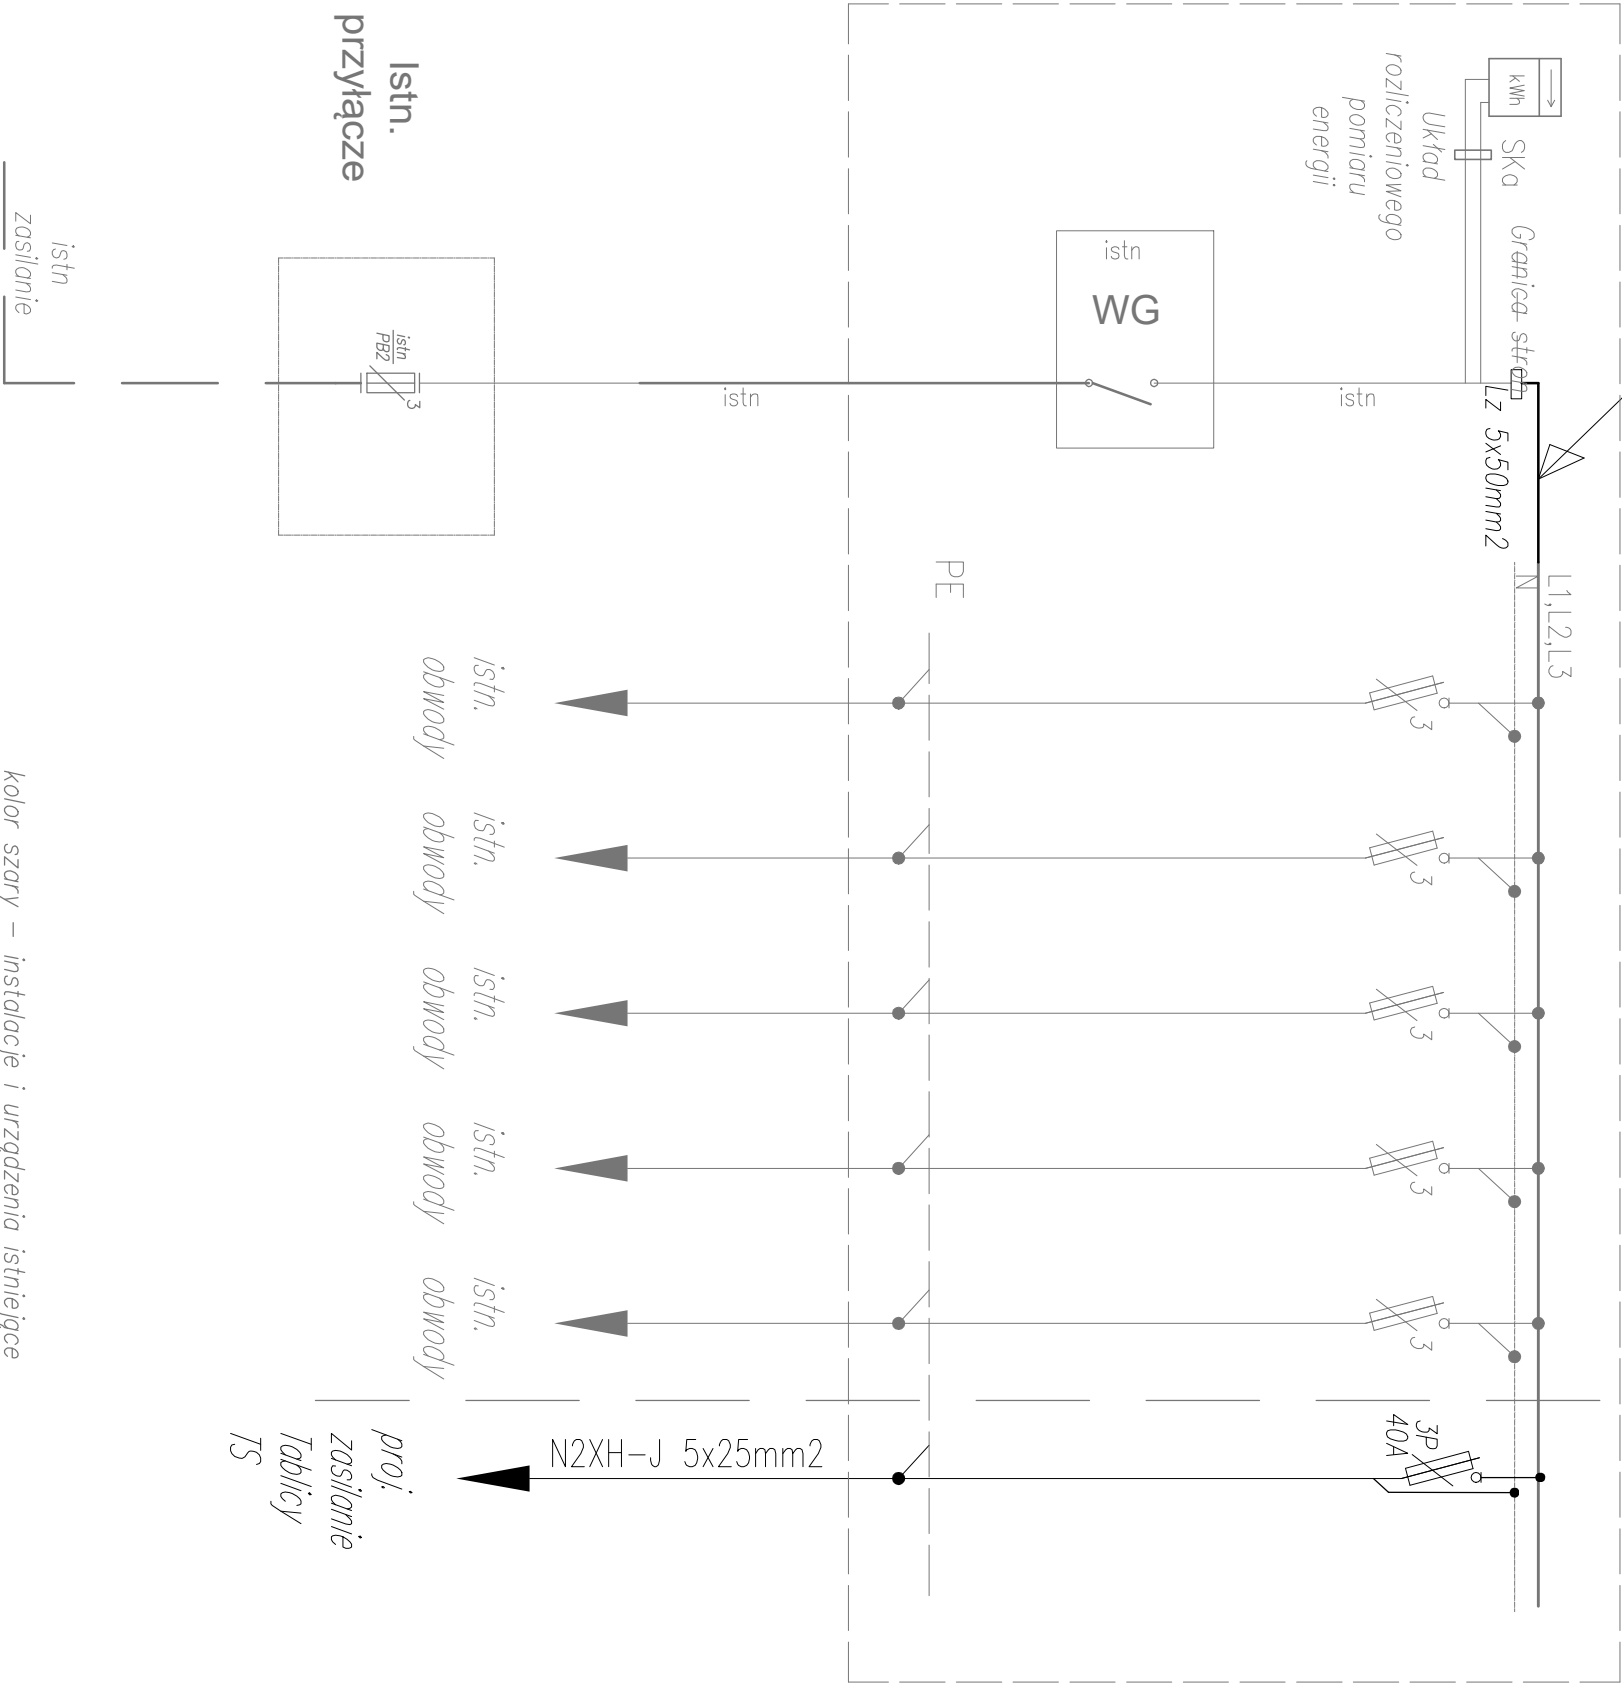 kWh
SKa
Układ
rozliczeniowego
pomiaru
energii
Granica stron
Lz 5x50mm2
istn
WG
istn
istn
Istn.
przyłącze
istn
PB2
3
istn
zasilanie
L1,L2,L3
N
PE
3
istn.
obwody
3
istn.
obwody
3
istn.
obwody
3
istn.
obwody
3
istn.
obwody
3P
40A
N2XH-J 5x25mm2
proj.
zasilanie
Tablicy
TS
kolor szary - instalacje i urządzenia istniejące